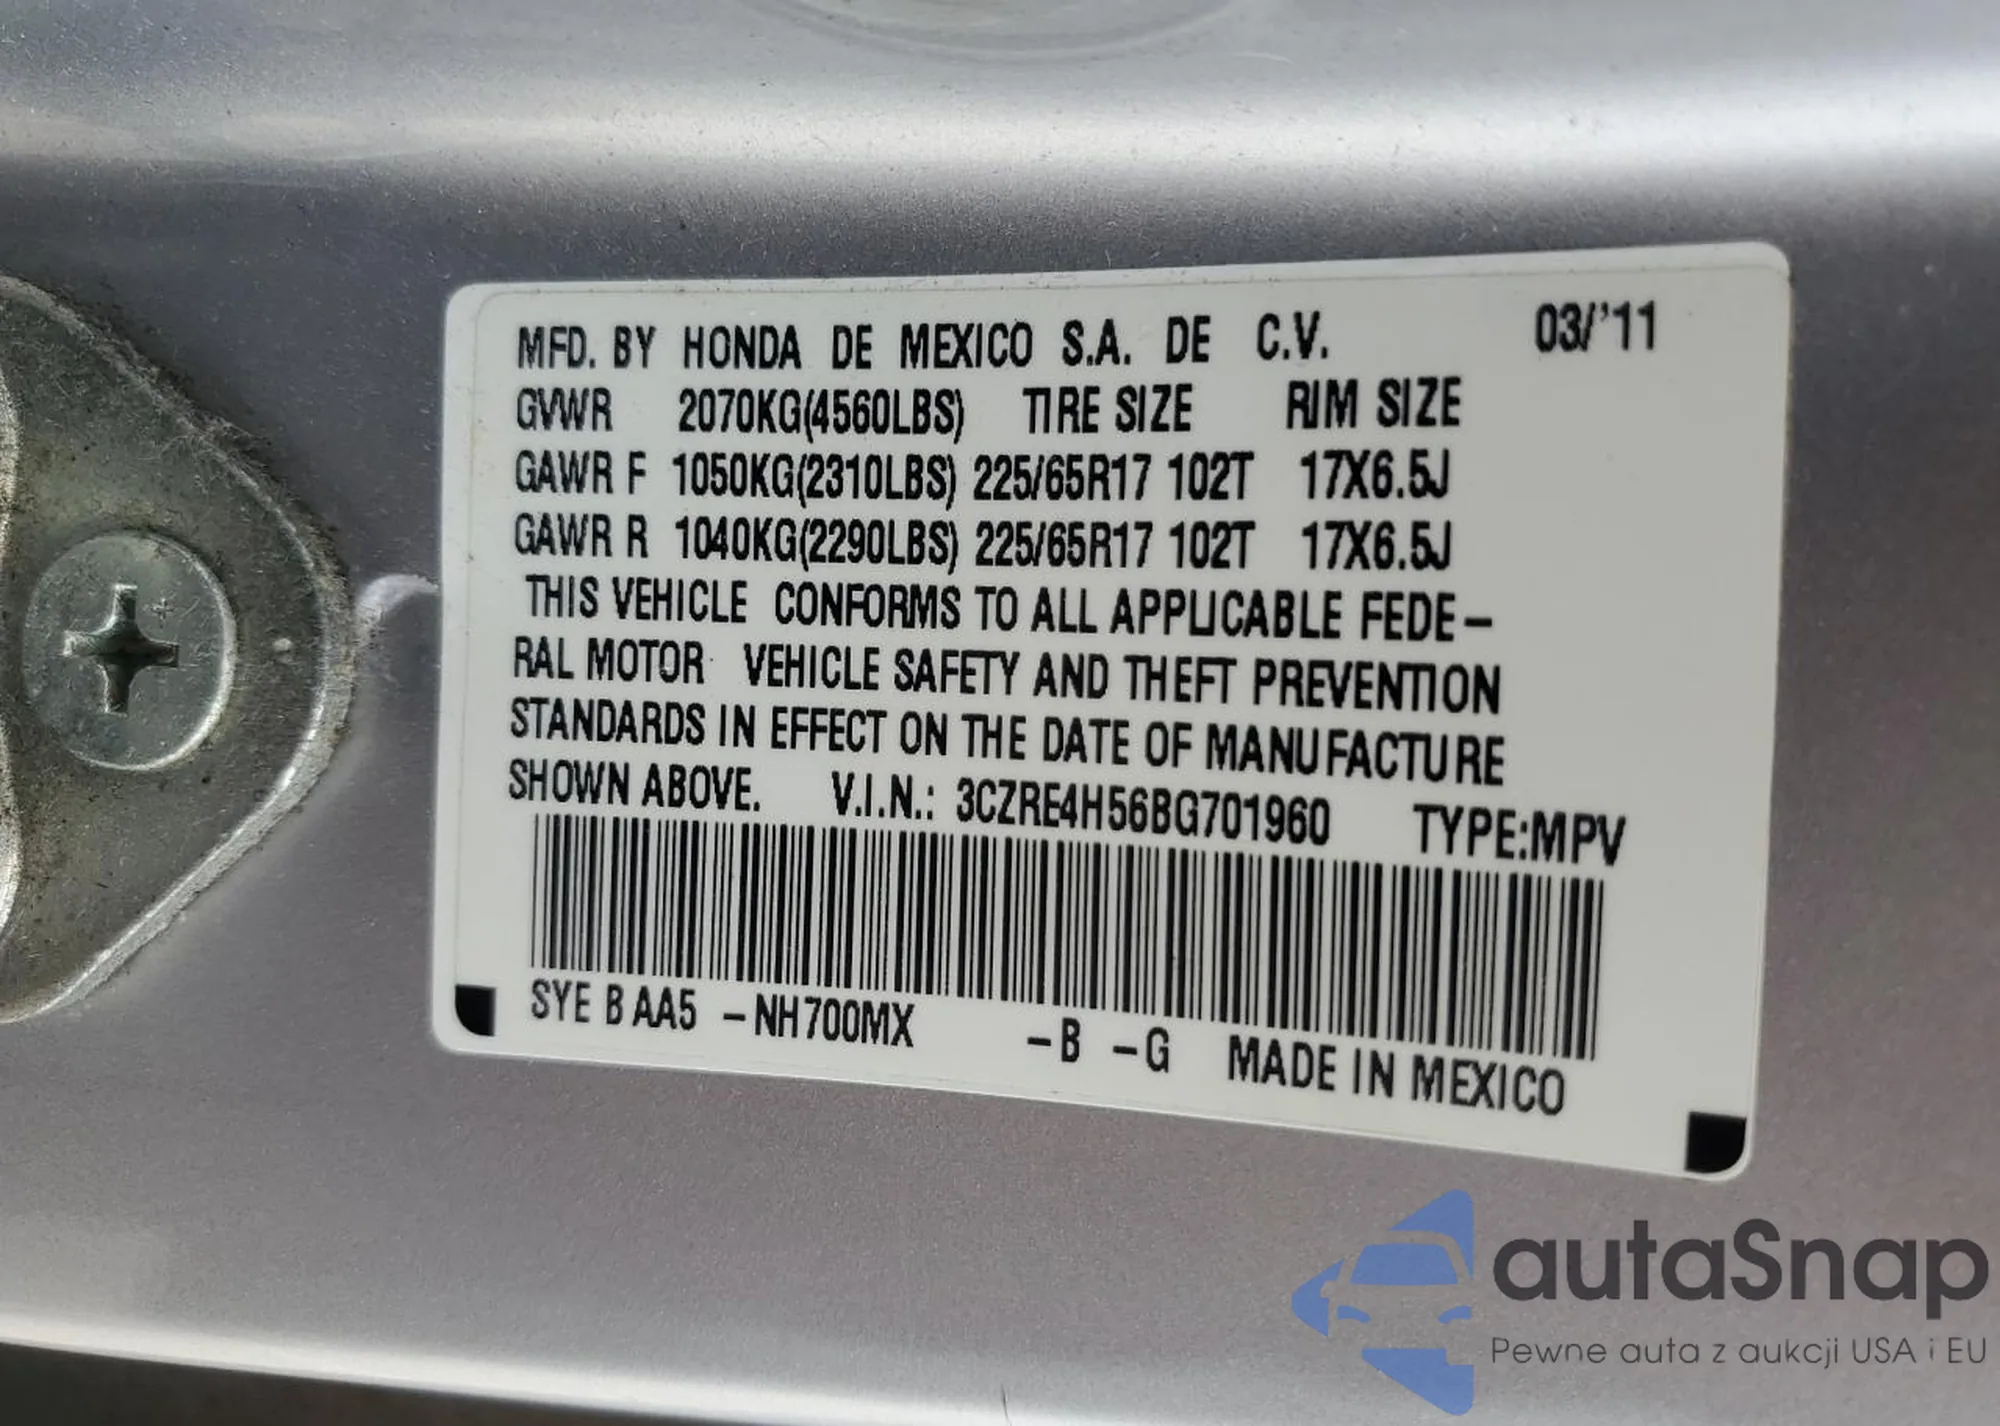 MFD. BY HONDA DE MEXICO S.A. DE C.V. 03/'11
GVWR 2070KG(4560LBS) TIRE SIZE RIM SIZE
GAWR F 1050KG(2310LBS) 225/65R17 102T 17X6.5J
GAWR R 1040KG(2290LBS) 225/65R17 102T 17X6.5J
THIS VEHICLE CONFORMS TO ALL APPLICABLE FEDE-
RAL MOTOR VEHICLE SAFETY AND THEFT PREVENTION
STANDARDS IN EFFECT ON THE DATE OF MANUFACTURE
SHOWN ABOVE. V.I.N.: 3CZRE4H56BG701960 TYPE:MPV
SYE B AA5 -NH700MX -B -G MADE IN MEXICO
autaSnap
Pewne auta z aukcji USA i EU